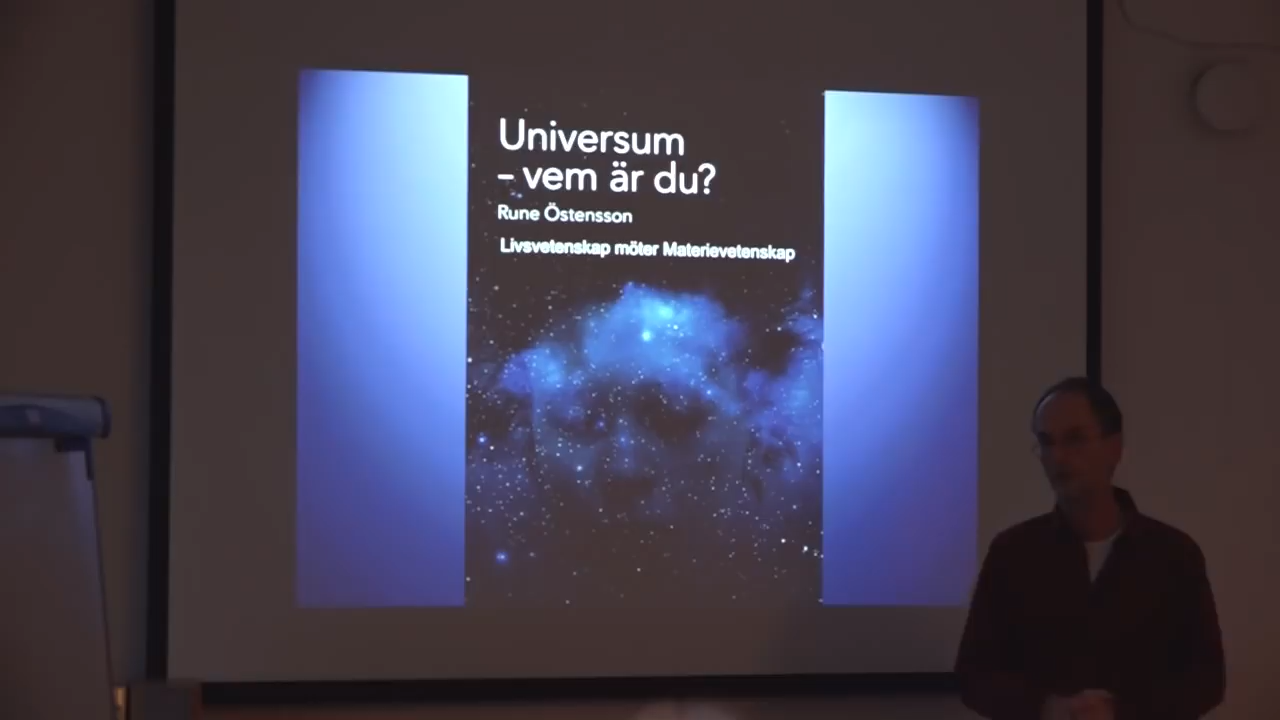 Universum
– vem är du?
Rune Östensson
Livsvetenskap möter Materievetenskap